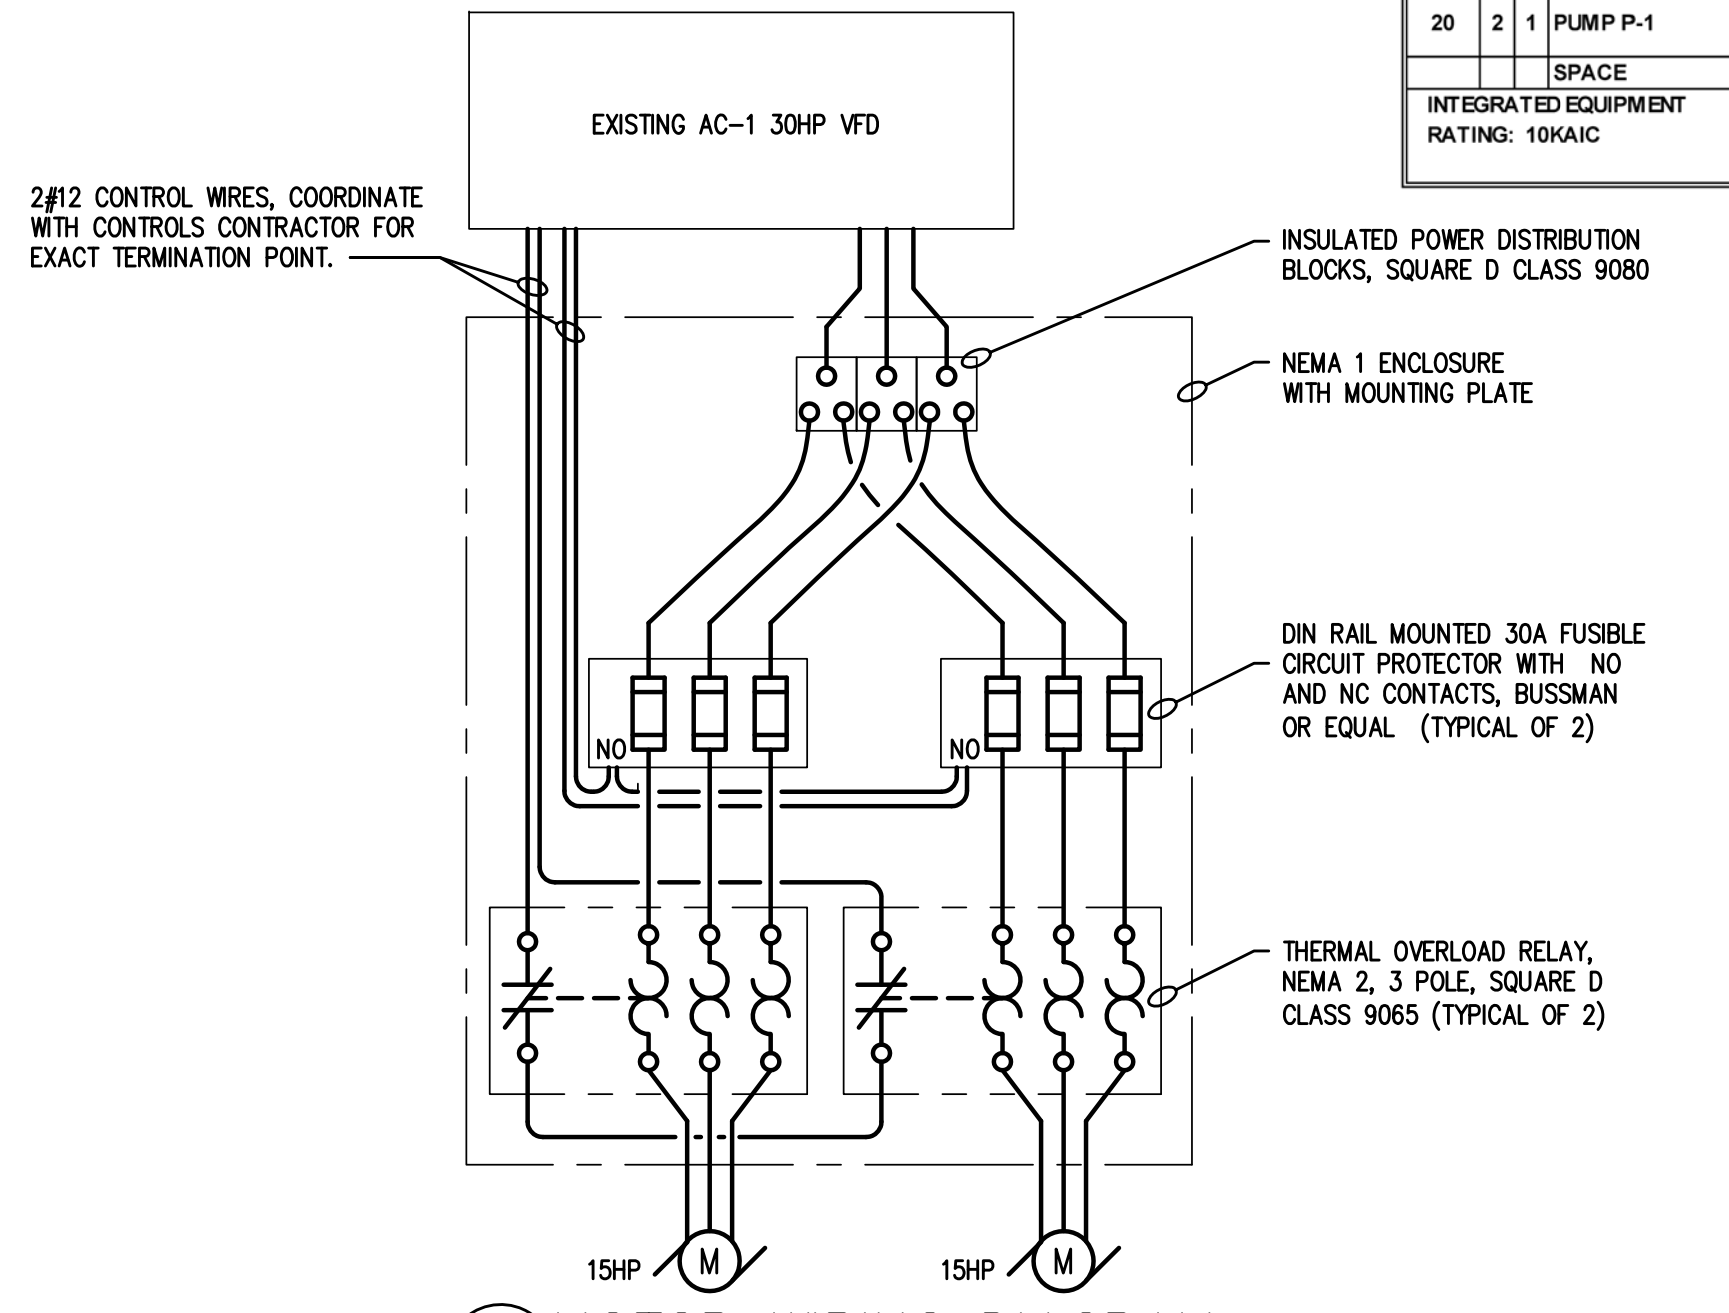 20 2 1 PUMP P-1
SPACE
INTEGRATED EQUIPMENT
RATING: 10KAIC
EXISTING AC-1 30HP VFD
2#12 CONTROL WIRES, COORDINATE
WITH CONTROLS CONTRACTOR FOR
EXACT TERMINATION POINT.
INSULATED POWER DISTRIBUTION
BLOCKS, SQUARE D CLASS 9080
NEMA 1 ENCLOSURE
WITH MOUNTING PLATE
DIN RAIL MOUNTED 30A FUSIBLE
CIRCUIT PROTECTOR WITH NO
AND NC CONTACTS, BUSSMAN
OR EQUAL (TYPICAL OF 2)
NO
NO
THERMAL OVERLOAD RELAY,
NEMA 2, 3 POLE, SQUARE D
CLASS 9065 (TYPICAL OF 2)
15HP M
15HP M